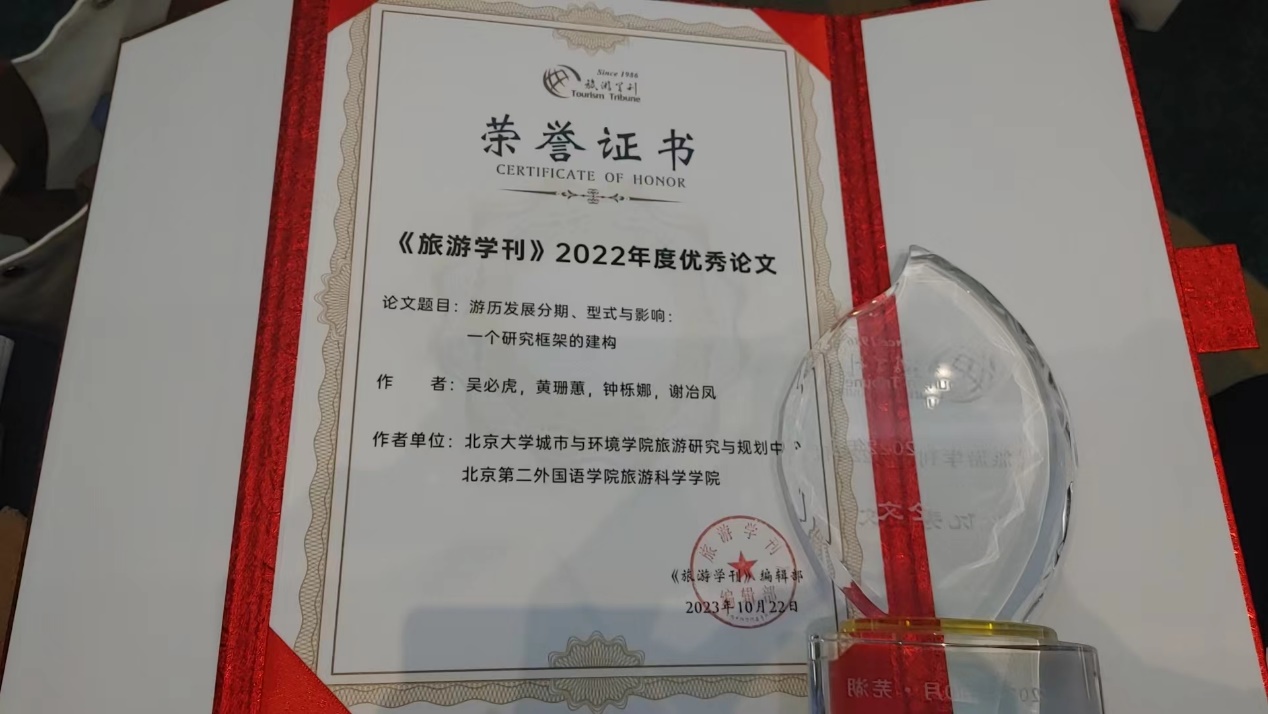 Since 1986
旅游学刊
Tourism Tribune
荣誉证书
CERTIFICATE OF HONOR
《旅游学刊》2022年度优秀论文
论文题目：游历发展分期、型式与影响：
一个研究框架的建构
作 者：吴必虎，黄珊蕙，钟栎娜，谢冶凤
作者单位：北京大学城市与环境学院旅游研究与规划中
北京第二外国语学院旅游科学学院
旅游学刊
编辑部
《旅游学刊》编辑部
2023年10月22日
芜湖